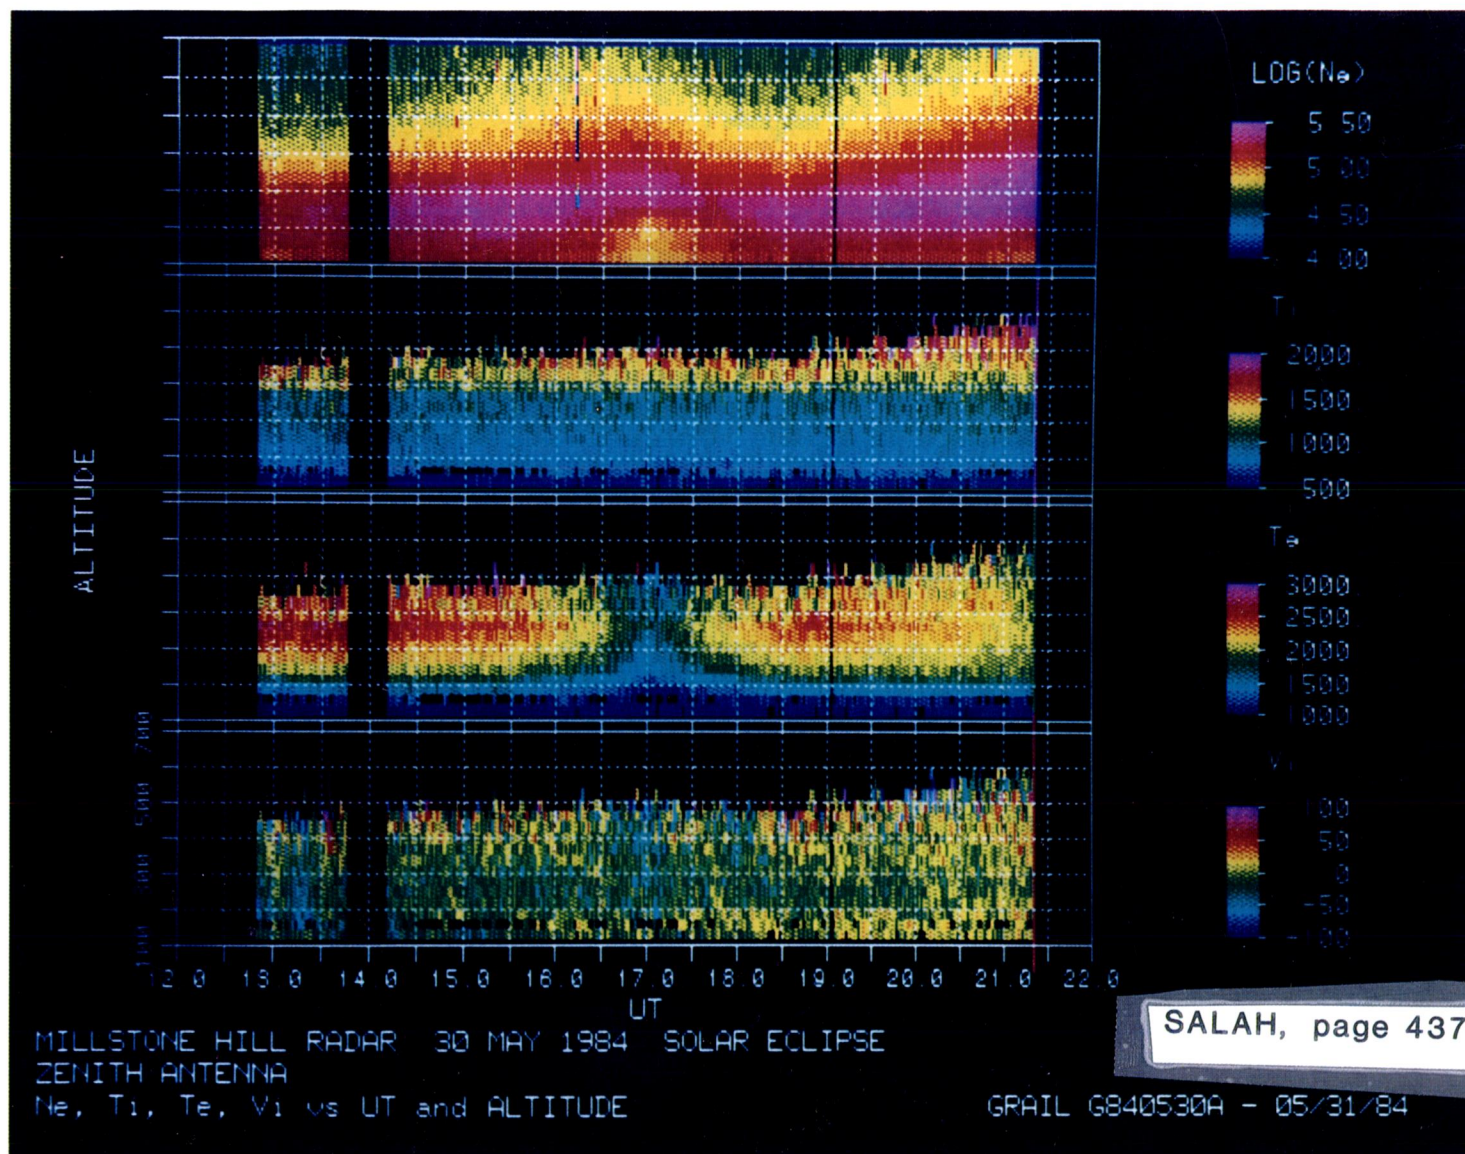 LOG(Ne)
5 50
5 00
4 50
4 00
Ti
2000
1500
1000
500
Te
3000
2500
2000
1500
1000
Vi
100
50
0
-50
-100
ALTITUDE
700
500
300
100
12.0 13.0 14.0 15.0 16.0 17.0 18.0 19.0 20.0 21.0 22.0
UT
MILLSTONE HILL RADAR 30 MAY 1984 SOLAR ECLIPSE
ZENITH ANTENNA
Ne, Ti, Te, Vi vs UT and ALTITUDE
GRAIL G840530A - 05/31/84
SALAH, page 437